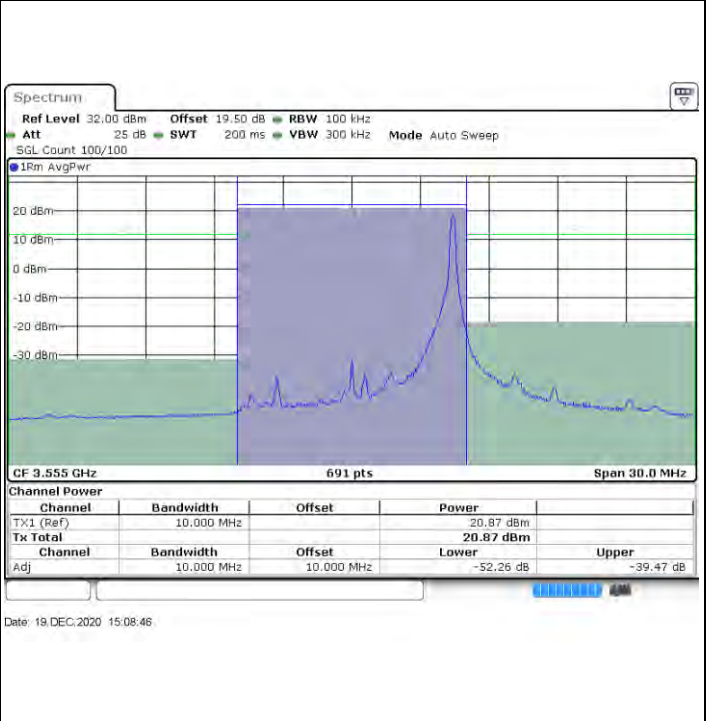 Spectrum
Ref Level 32.00 dBm Offset 19.50 dB RBW 100 kHz
Att 25 dB SWT 200 ms VBW 300 kHz Mode Auto Sweep
SGL Count 100/100
1Rm AvgPwr
20 dBm
10 dBm
0 dBm
-10 dBm
-20 dBm
-30 dBm
CF 3.555 GHz 691 pts Span 30.0 MHz
Channel Power
Channel Bandwidth Offset Power
TX1 (Ref) 10.000 MHz 20.87 dBm
Tx Total 20.87 dBm
Channel Bandwidth Offset Lower Upper
Adj 10.000 MHz 10.000 MHz -52.26 dB -39.47 dB
Date: 19.DEC.2020 15:08:46